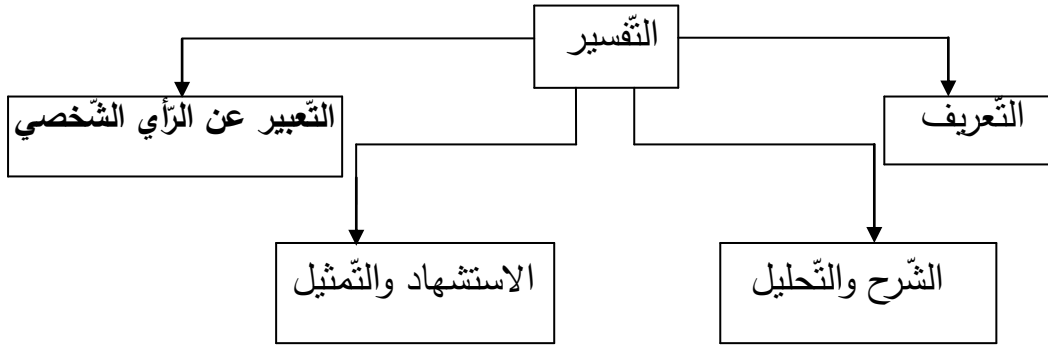 التّفسير
التّعريف
الشّرح والتّحليل
الاستشهاد والتّمثيل
التّعبير عن الرّأي الشّخصي